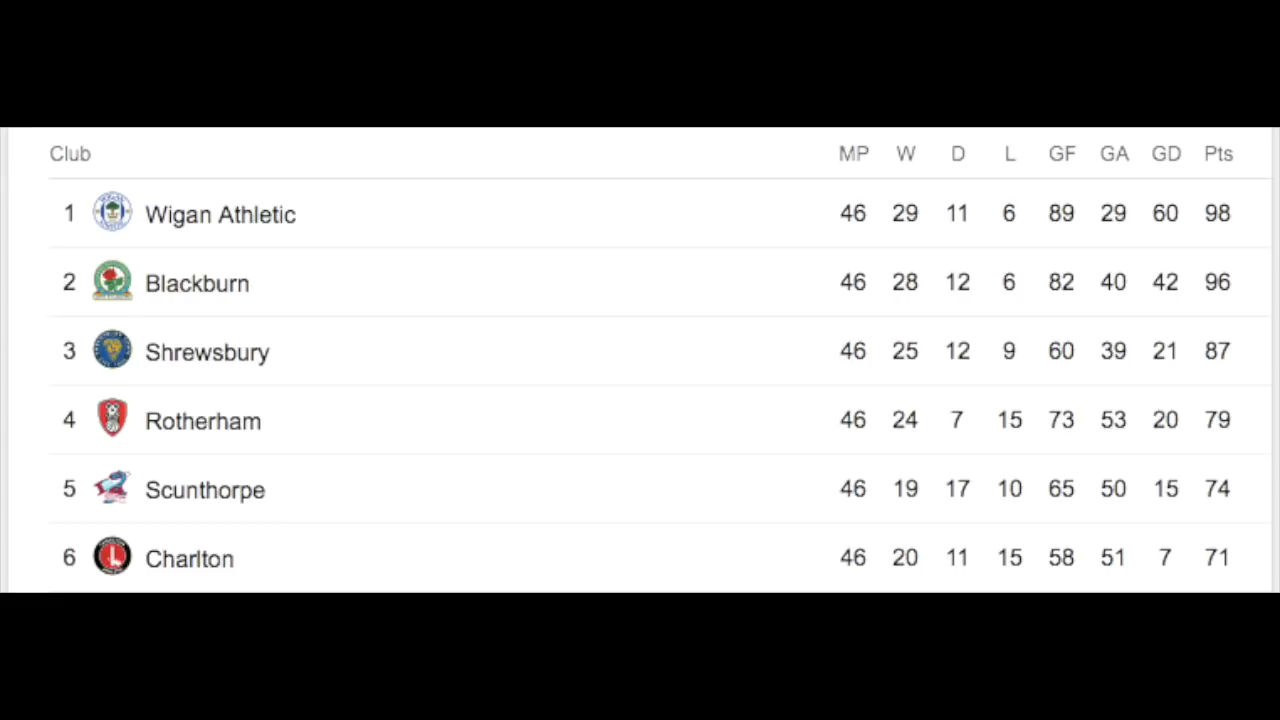 Club MP W D L GF GA GD Pts
1 Wigan Athletic 46 29 11 6 89 29 60 98
2 Blackburn 46 28 12 6 82 40 42 96
3 Shrewsbury 46 25 12 9 60 39 21 87
4 Rotherham 46 24 7 15 73 53 20 79
5 Scunthorpe 46 19 17 10 65 50 15 74
6 Charlton 46 20 11 15 58 51 7 71